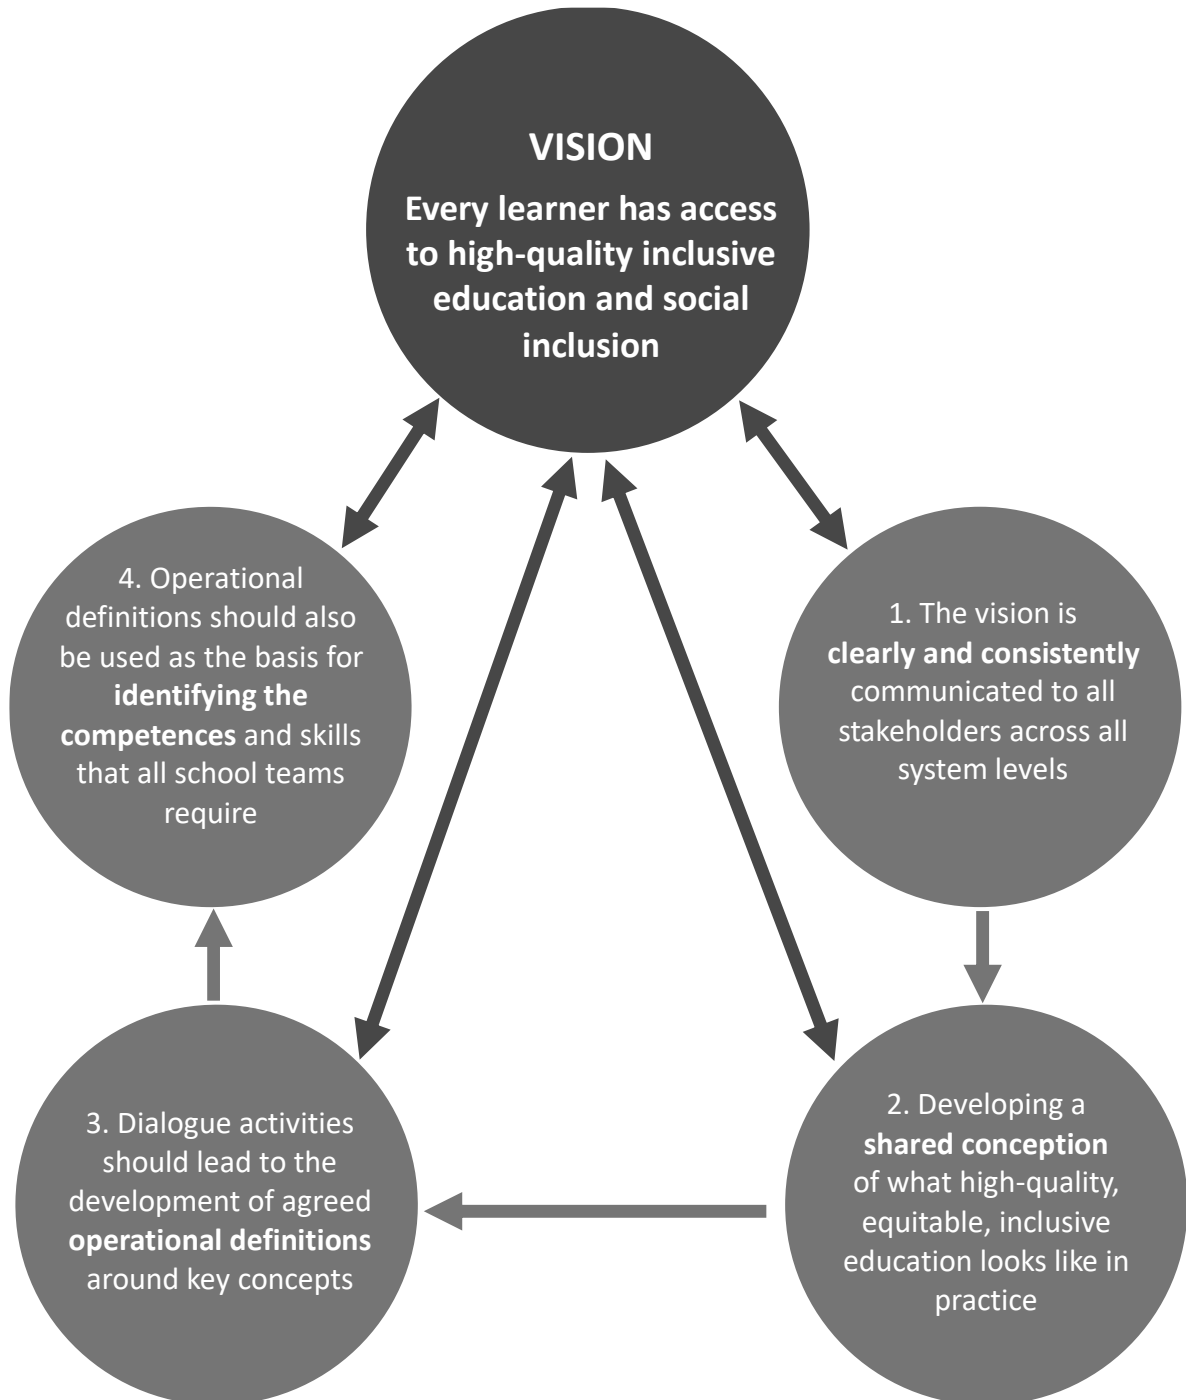 VISION
Every learner has access
to high-quality inclusive
education and social
inclusion
1. The vision is
clearly and consistently
communicated to all
stakeholders across all
system levels
2. Developing a
shared conception
of what high-quality,
equitable, inclusive
education looks like in
practice
3. Dialogue activities
should lead to the
development of agreed
operational definitions
around key concepts
4. Operational
definitions should also
be used as the basis for
identifying the
competences and skills
that all school teams
require